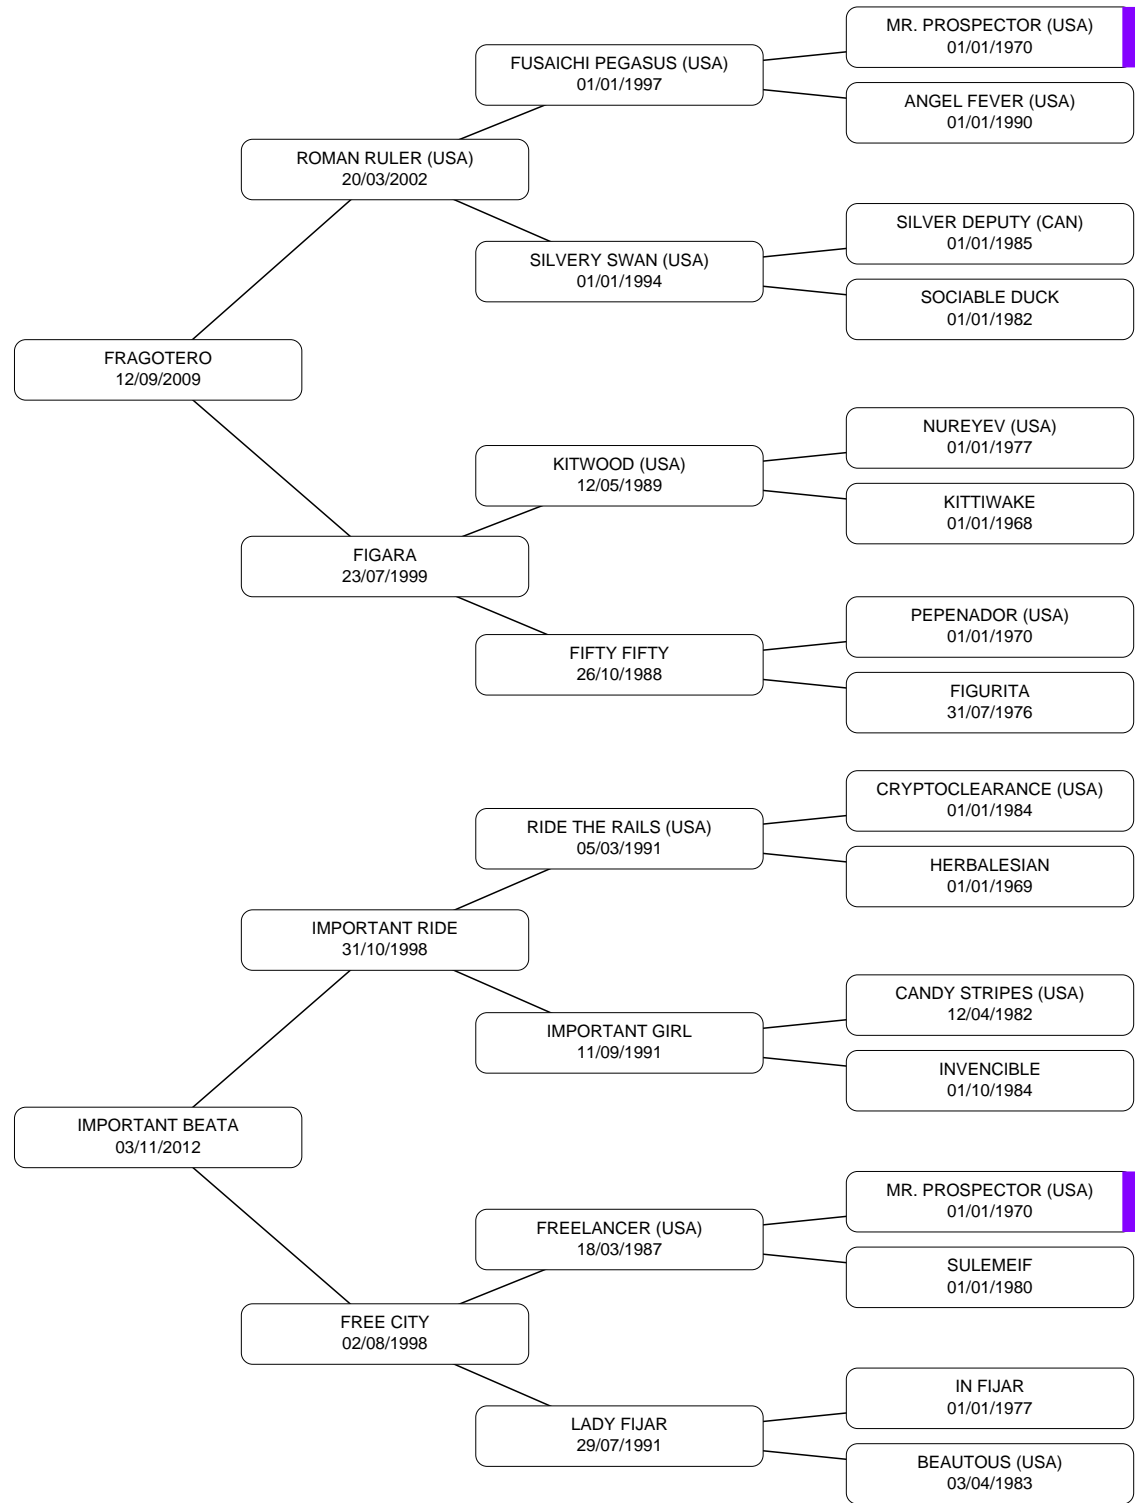 MR. PROSPECTOR (USA)
01/01/1970
FUSAICHI PEGASUS (USA)
01/01/1997
ANGEL FEVER (USA)
01/01/1990
ROMAN RULER (USA)
20/03/2002
SILVER DEPUTY (CAN)
01/01/1985
SILVERY SWAN (USA)
01/01/1994
SOCIABLE DUCK
01/01/1982
FRAGOTERO
12/09/2009
NUREYEV (USA)
01/01/1977
KITWOOD (USA)
12/05/1989
KITTIWAKE
01/01/1968
FIGARA
23/07/1999
PEPENADOR (USA)
01/01/1970
FIFTY FIFTY
26/10/1988
FIGURITA
31/07/1976
CRYPTOCLEARANCE (USA)
01/01/1984
RIDE THE RAILS (USA)
05/03/1991
HERBALESIAN
01/01/1969
IMPORTANT RIDE
31/10/1998
CANDY STRIPES (USA)
12/04/1982
IMPORTANT GIRL
11/09/1991
INVENCIBLE
01/10/1984
IMPORTANT BEATA
03/11/2012
MR. PROSPECTOR (USA)
01/01/1970
FREELANCER (USA)
18/03/1987
SULEMEIF
01/01/1980
FREE CITY
02/08/1998
IN FIJAR
01/01/1977
LADY FIJAR
29/07/1991
BEAUTOUS (USA)
03/04/1983